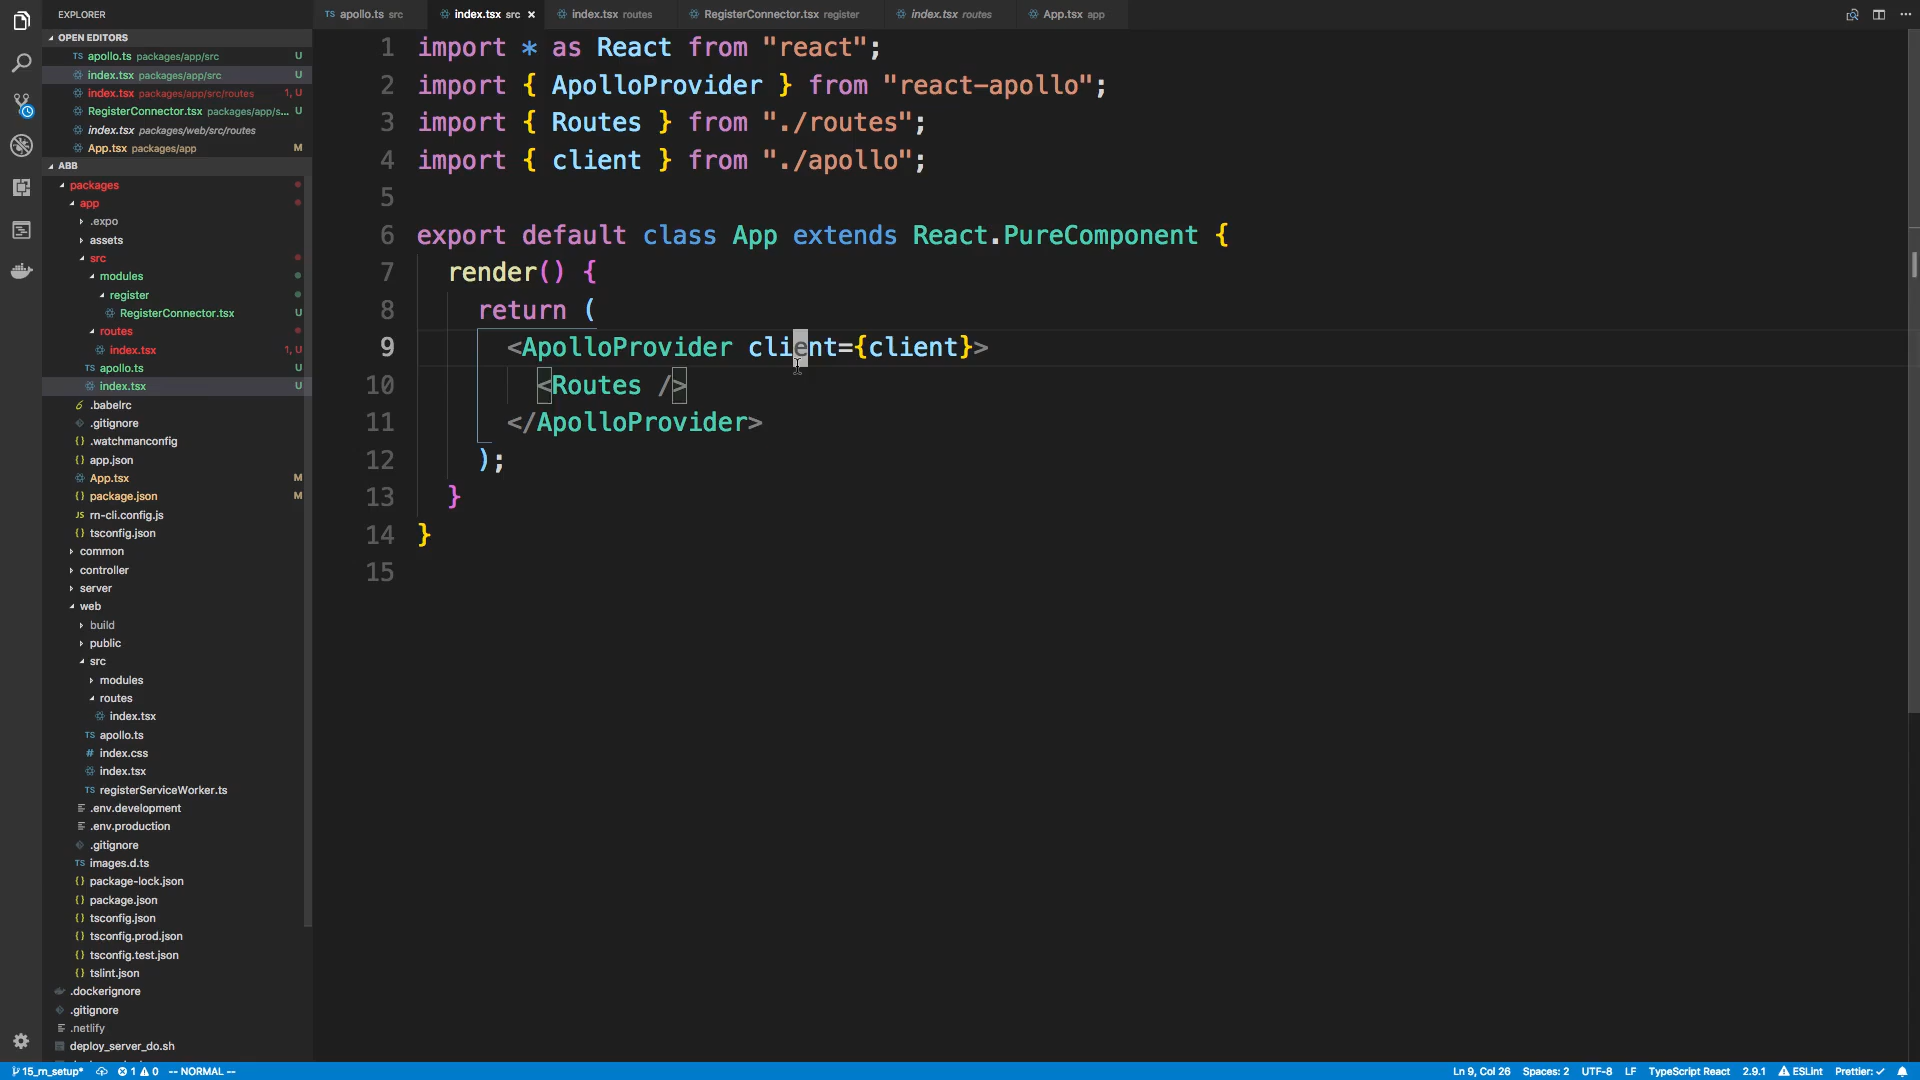 EXPLORER
apollo.ts src
index.tsx src ×
index.tsx routes
RegisterConnector.tsx register
index.tsx routes
App.tsx app
OPEN EDITORS
TS apollo.ts packages/app/src U
index.tsx packages/app/src U
index.tsx packages/app/src/routes 1, U
RegisterConnector.tsx packages/app/s... U
index.tsx packages/web/src/routes
App.tsx packages/app M
ABB
packages
app
.expo
assets
src
modules
register
RegisterConnector.tsx U
routes
index.tsx 1, U
TS apollo.ts U
index.tsx U
.babelrc
.gitignore
{} .watchmanconfig
{} app.json
App.tsx M
{} package.json M
JS rn-cli.config.js
{} tsconfig.json
common
controller
server
web
build
public
src
modules
routes
index.tsx
TS apollo.ts
# index.css
index.tsx
TS registerServiceWorker.ts
.env.development
.env.production
.gitignore
TS images.d.ts
{} package-lock.json
{} package.json
{} tsconfig.json
{} tsconfig.prod.json
{} tsconfig.test.json
{} tslint.json
.dockerignore
.gitignore
.netlify
deploy_server_do.sh
1 import * as React from "react";
2 import { ApolloProvider } from "react-apollo";
3 import { Routes } from "./routes";
4 import { client } from "./apollo";
5
6 export default class App extends React.PureComponent {
7 render() {
8 return (
9 <ApolloProvider client={client}>
10 <Routes />
11 </ApolloProvider>
12 );
13 }
14 }
15
15_rn_setup* 1 0 -- NORMAL -- Ln 9, Col 26 Spaces: 2 UTF-8 LF TypeScript React 2.9.1 ESLint Prettier: ✓